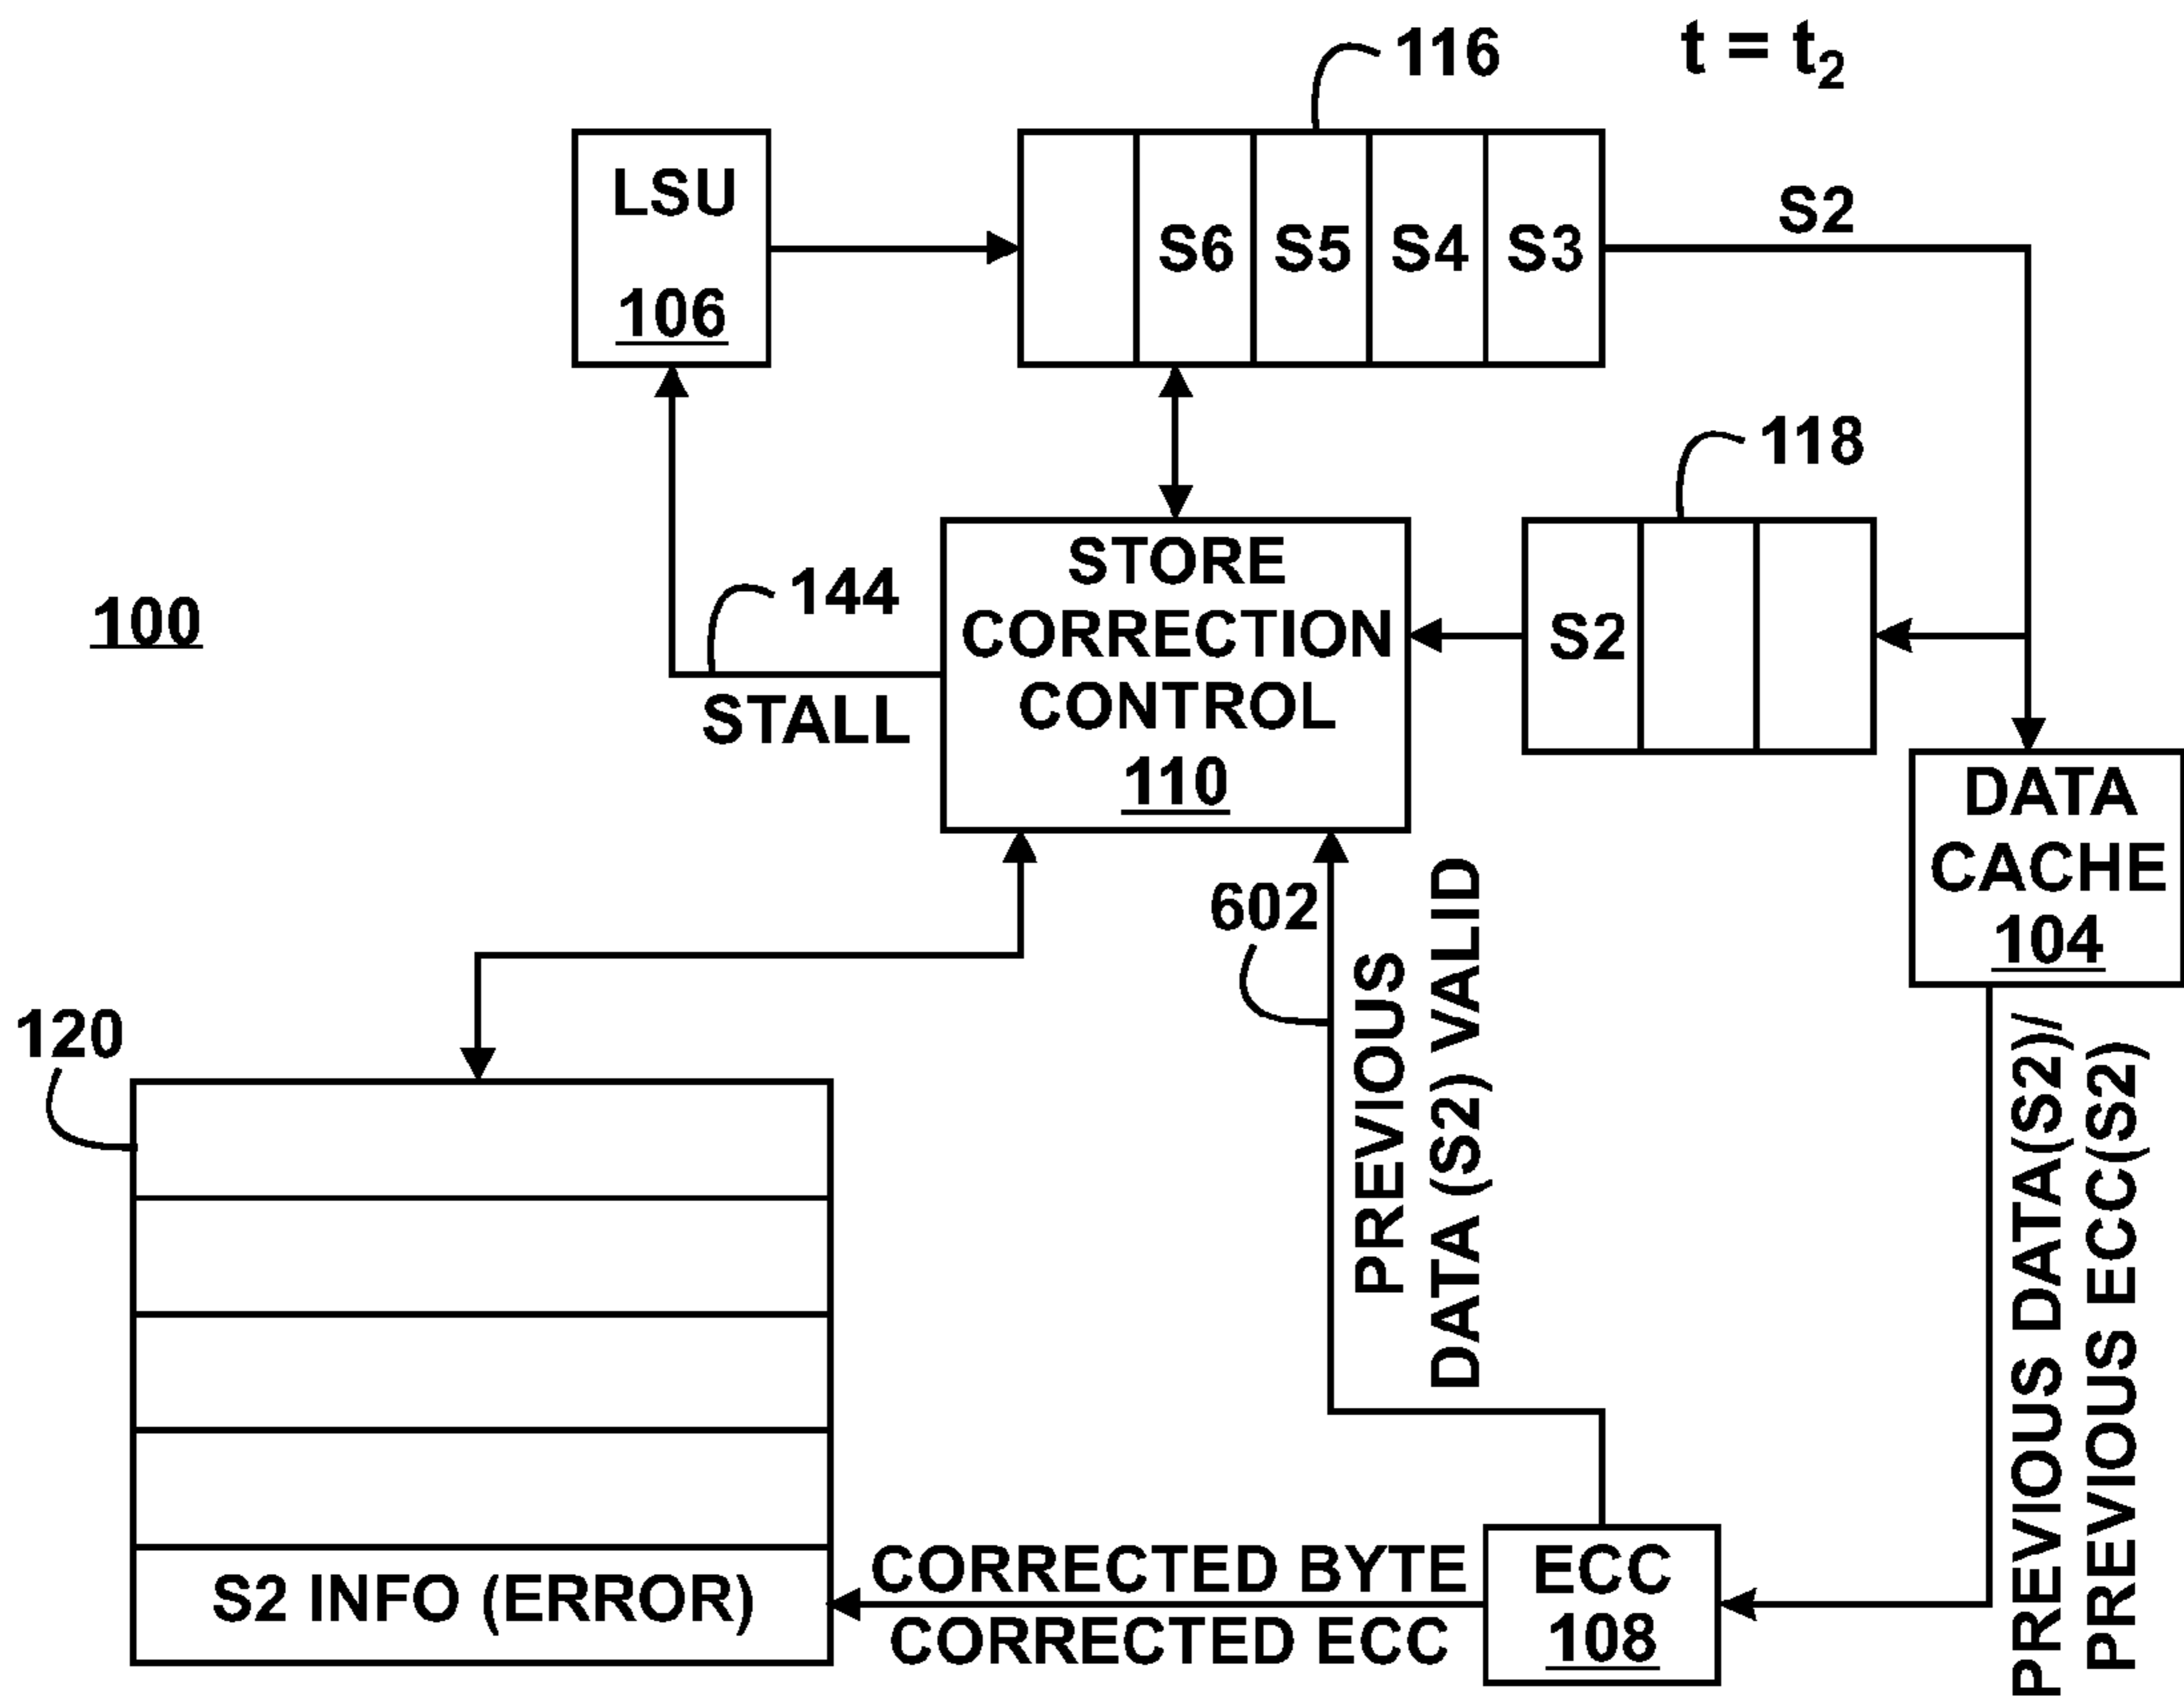 t = t2
116
LSU
106
S6 S5 S4 S3
S2
118
100
144
STALL
STORE
CORRECTION
CONTROL
110
S2
DATA
CACHE
104
602
PREVIOUS
DATA (S2) VALID
PREVIOUS DATA(S2)/
PREVIOUS ECC(S2)
120
S2 INFO (ERROR)
CORRECTED BYTE
CORRECTED ECC
ECC
108